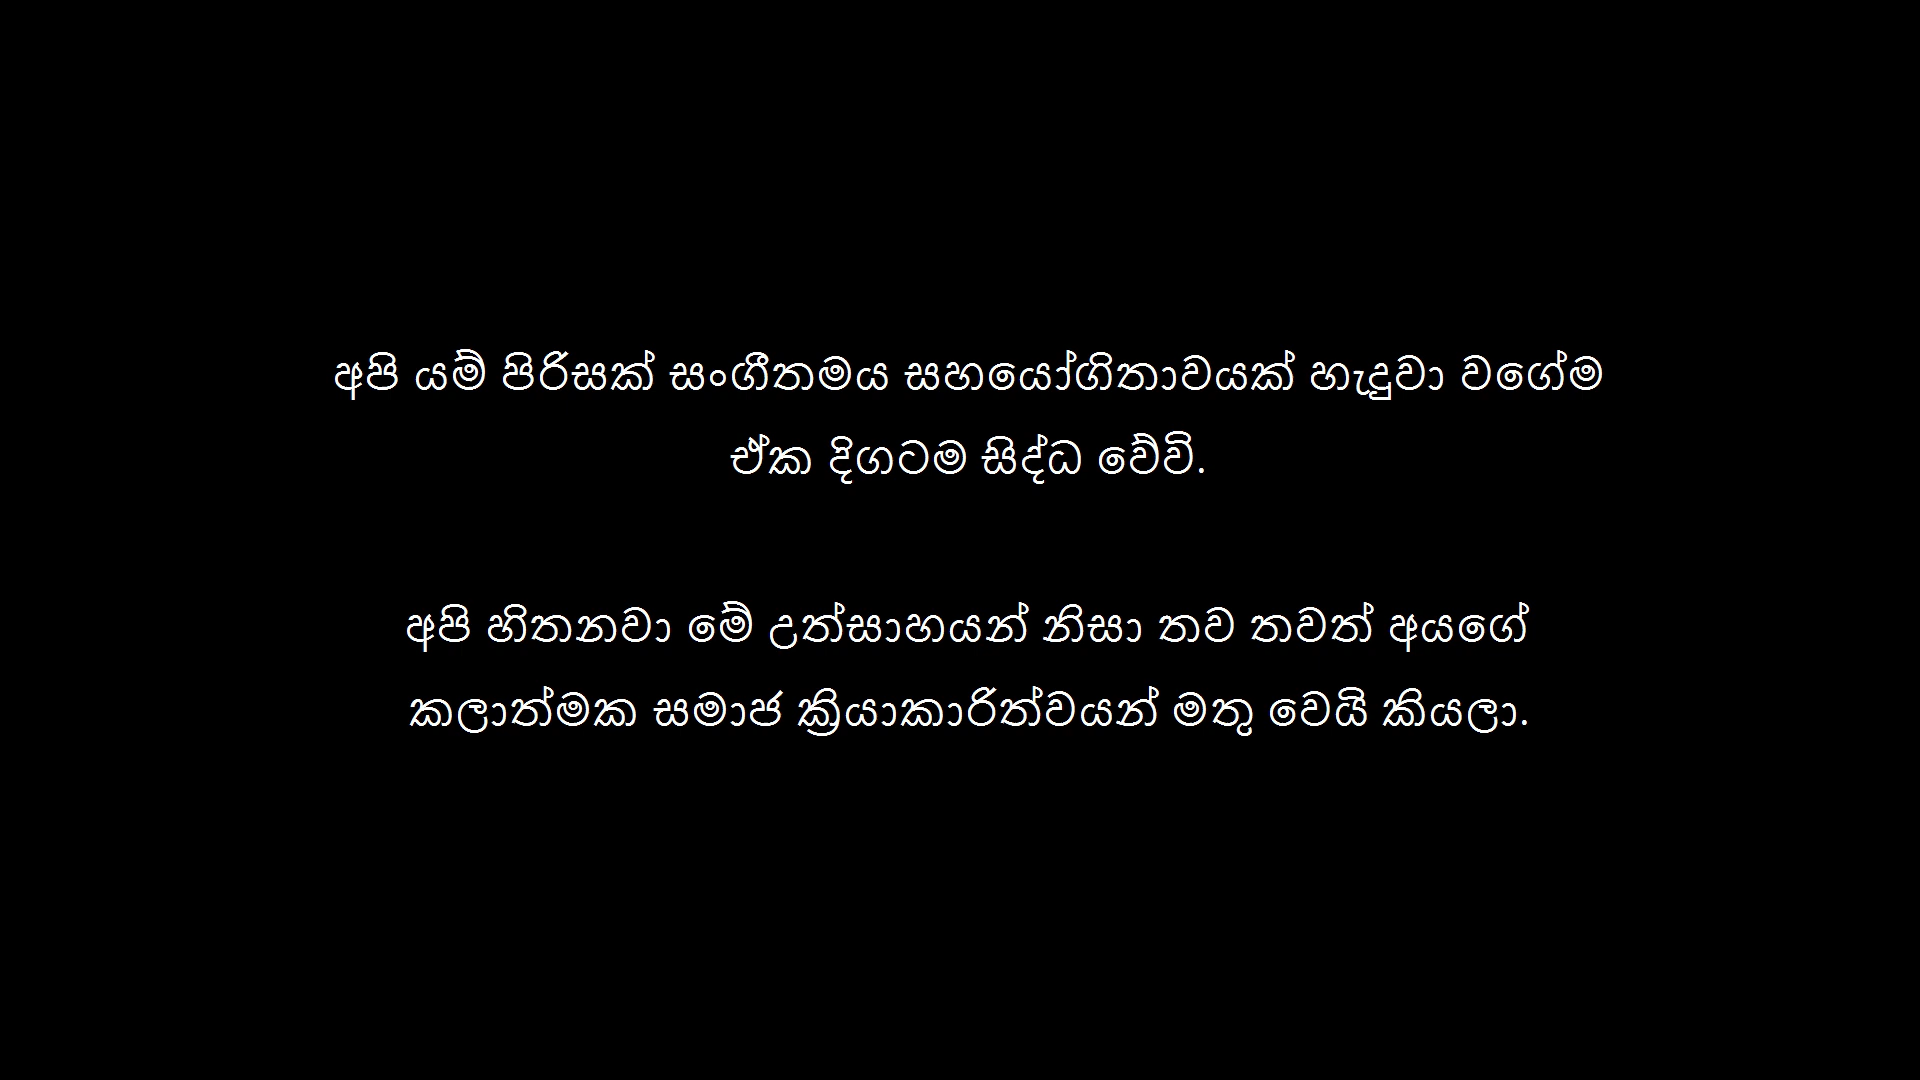 අපි යම් පිරිසක් සංගීතමය සහයෝගිතාවයක් හැදුවා වගේම
ඒක දිගටම සිද්ධ වේවි.
අපි හිතනවා මේ උත්සාහයන් නිසා තව තවත් අයගේ
කලාත්මක සමාජ ක්‍රියාකාරිත්වයන් මතු වෙයි කියලා.